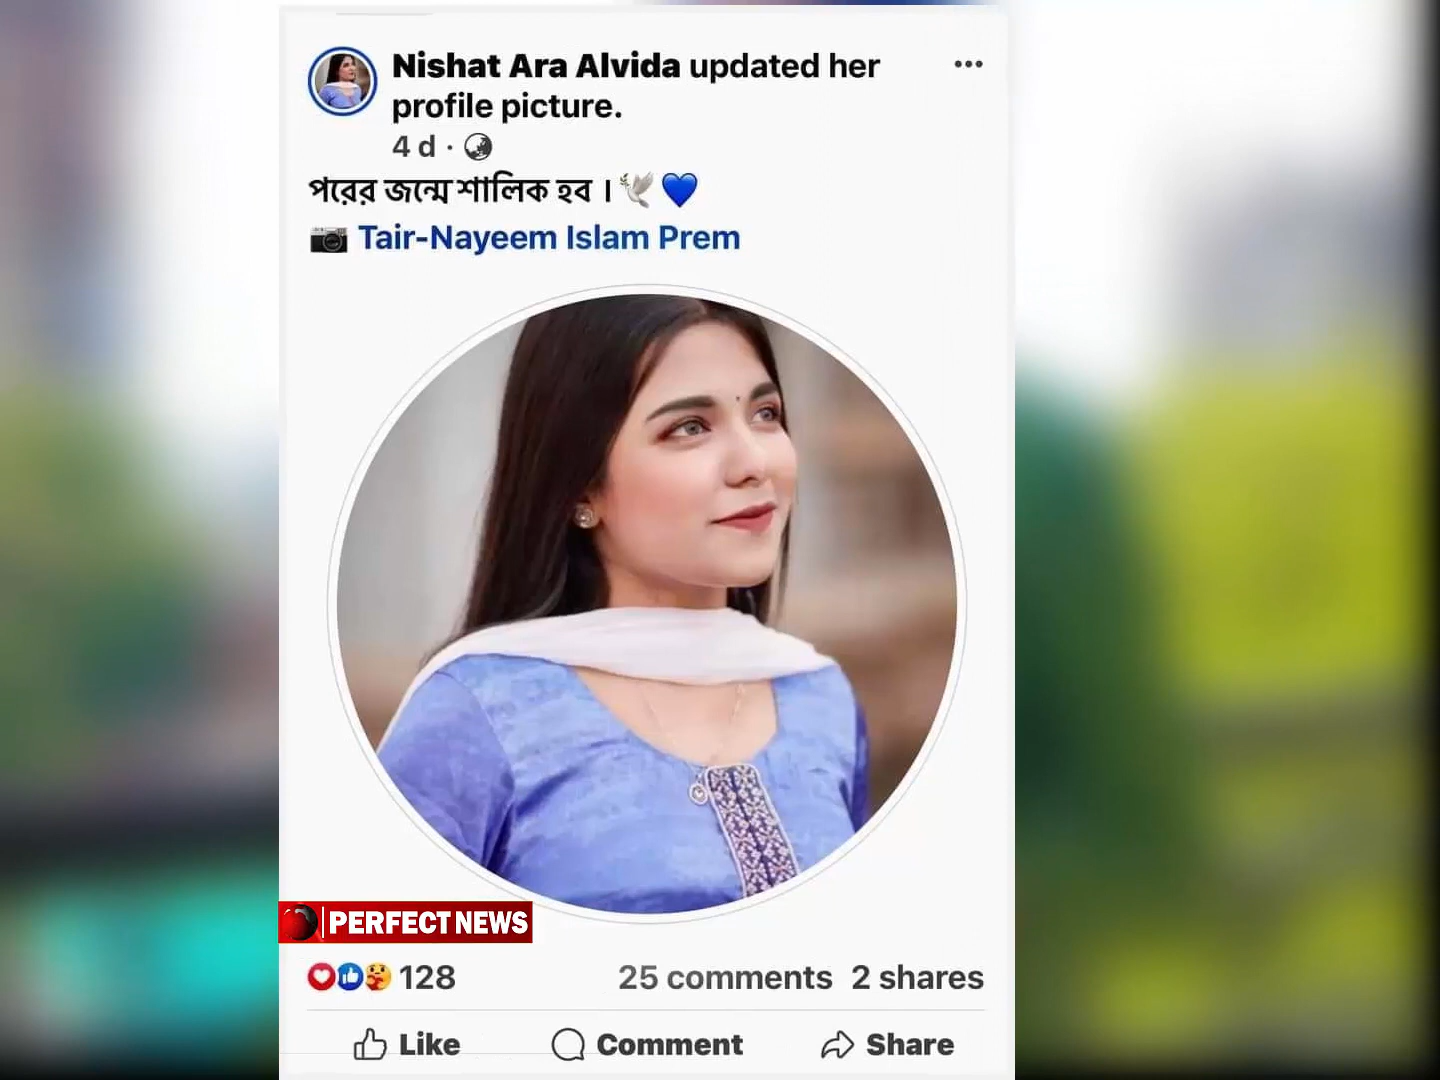 Nishat Ara Alvida updated her
profile picture.
4 d ·
পরের জন্মে শালিক হব । 🕊️ 💙
📷 Tair-Nayeem Islam Prem
PERFECT NEWS
128 25 comments 2 shares
Like Comment Share